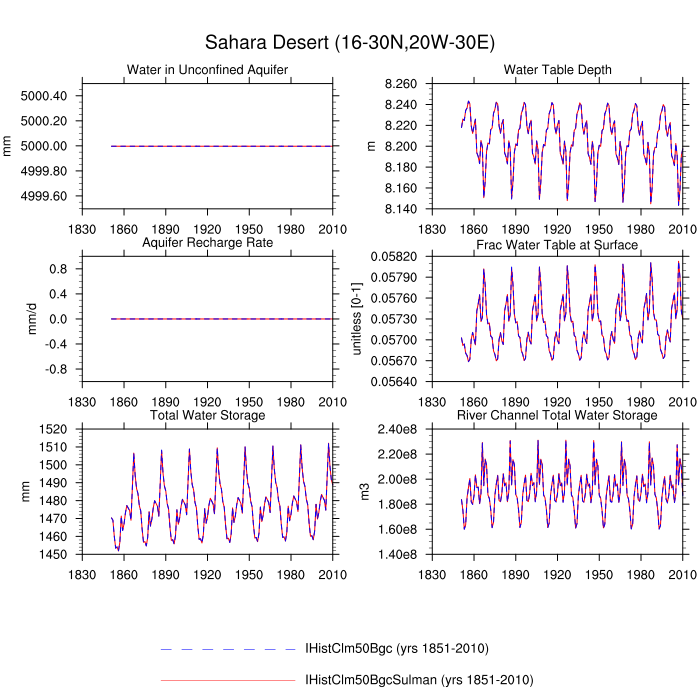 Sahara Desert (16-30N,20W-30E)
Water in Unconfined Aquifer
mm
5000.40
5000.20
5000.00
4999.80
4999.60
1830 1860 1890 1920 1950 1980 2010
Water Table Depth
m
8.260
8.240
8.220
8.200
8.180
8.160
8.140
1830 1860 1890 1920 1950 1980 2010
Aquifer Recharge Rate
mm/d
0.8
0.4
0.0
-0.4
-0.8
1830 1860 1890 1920 1950 1980 2010
Frac Water Table at Surface
unitless [0-1]
0.05820
0.05790
0.05760
0.05730
0.05700
0.05670
0.05640
1830 1860 1890 1920 1950 1980 2010
Total Water Storage
mm
1520
1510
1500
1490
1480
1470
1460
1450
1830 1860 1890 1920 1950 1980 2010
River Channel Total Water Storage
m3
2.40e8
2.20e8
2.00e8
1.80e8
1.60e8
1.40e8
1830 1860 1890 1920 1950 1980 2010
IHistClm50Bgc (yrs 1851-2010)
IHistClm50BgcSulman (yrs 1851-2010)